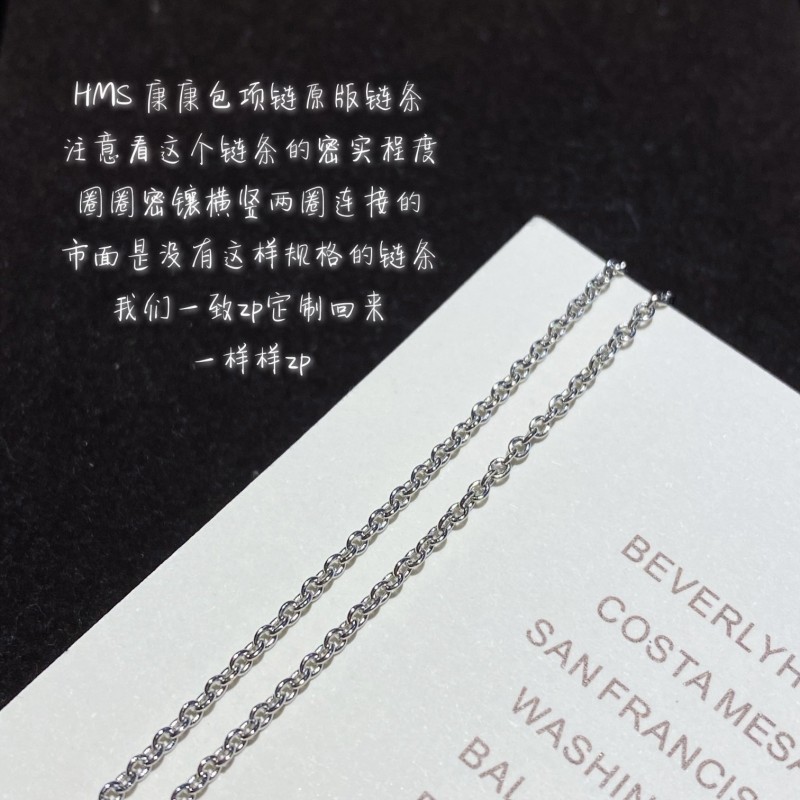 HMS 康康包项链原版链条
注意看这个链条的密实程度
圈圈密镶横竖两圈连接的
市面是没有这样规格的链条
我们一致zp定制回来
一样样zp
BEVERLYH
COSTA MESA
SAN FRANCISC
WASHIN
BAL